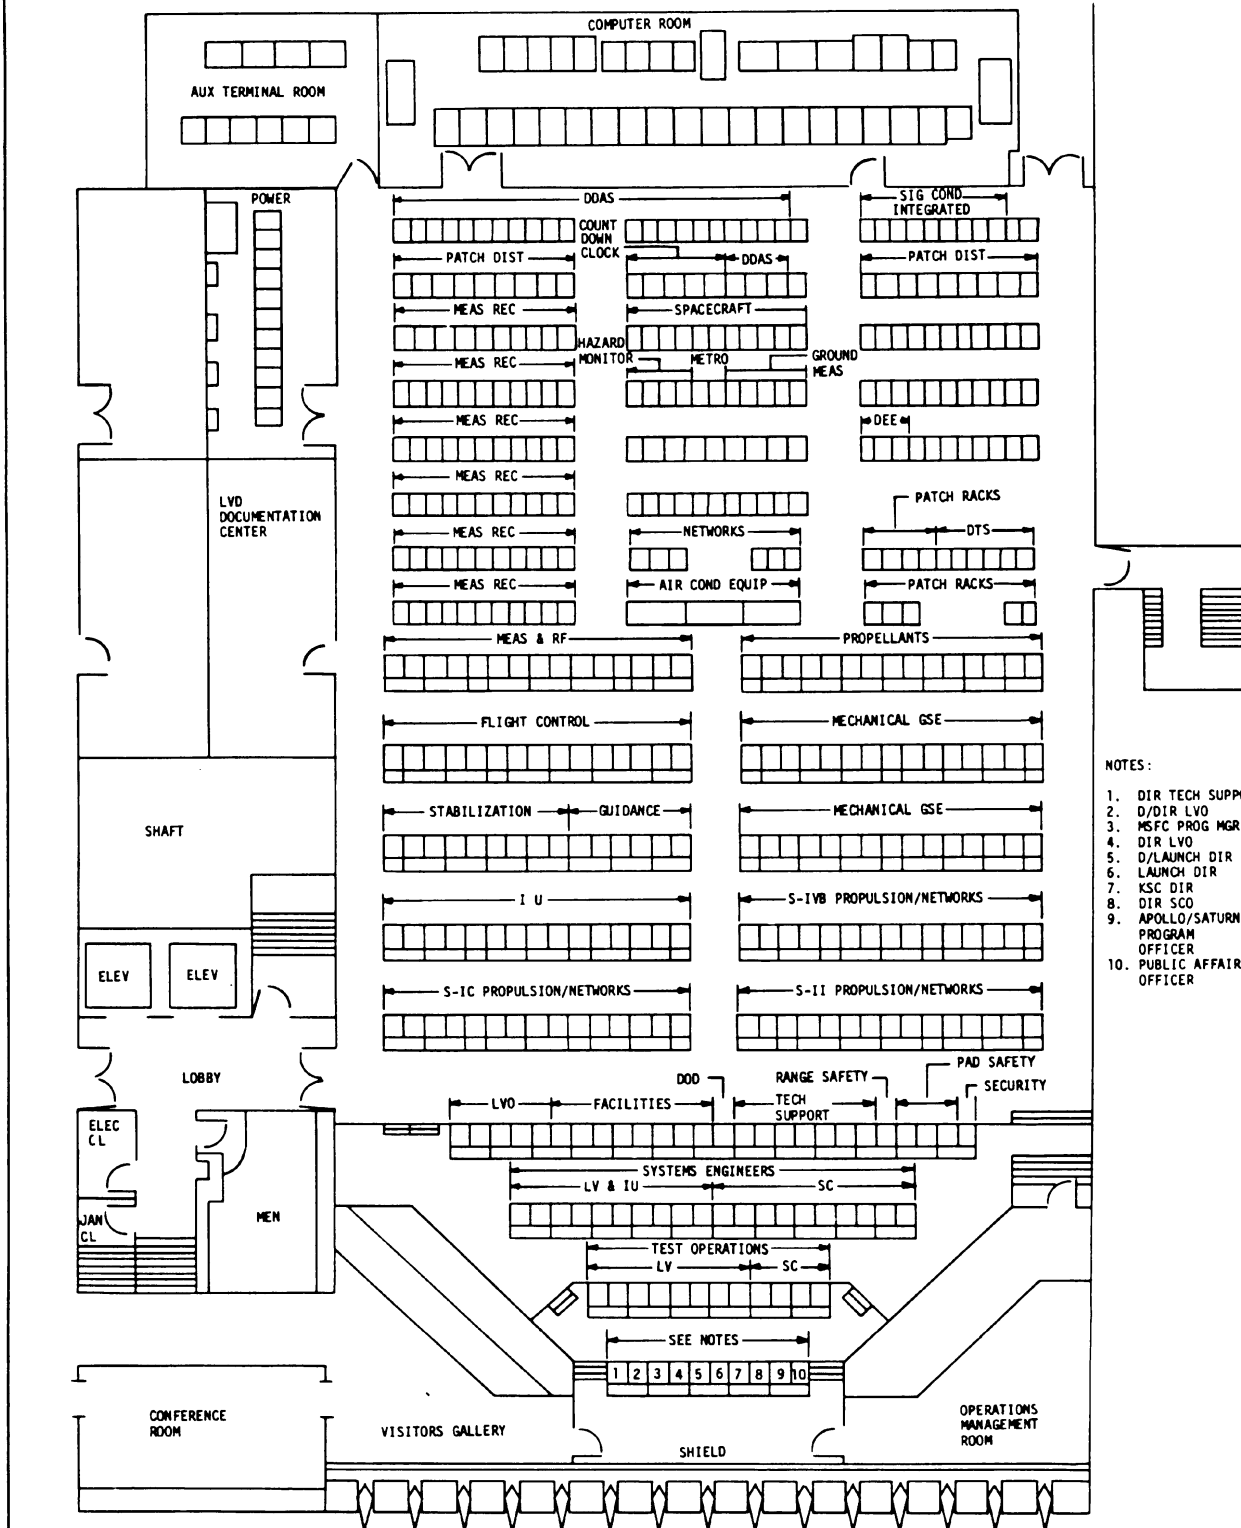 COMPUTER ROOM
AUX TERMINAL ROOM
POWER
DDAS
SIG COND
INTEGRATED
COUNT
DOWN
CLOCK
PATCH DIST
DDAS
PATCH DIST
MEAS REC
SPACECRAFT
HAZARD
MONITOR
METRO
GROUND
MEAS
MEAS REC
MEAS REC
DEE
MEAS REC
LVD
DOCUMENTATION
CENTER
PATCH RACKS
MEAS REC
NETWORKS
DTS
MEAS REC
AIR COND EQUIP
PATCH RACKS
MEAS & RF
PROPELLANTS
FLIGHT CONTROL
MECHANICAL GSE
STABILIZATION
GUIDANCE
MECHANICAL GSE
SHAFT
I U
S-IVB PROPULSION/NETWORKS
ELEV
ELEV
S-IC PROPULSION/NETWORKS
S-II PROPULSION/NETWORKS
NOTES:
1. DIR TECH SUPP
2. D/DIR LVO
3. MSFC PROG MGR
4. DIR LVO
5. D/LAUNCH DIR
6. LAUNCH DIR
7. KSC DIR
8. DIR SCO
9. APOLLO/SATURN
PROGRAM
OFFICER
10. PUBLIC AFFAIR
OFFICER
LOBBY
DOD
RANGE SAFETY
PAD SAFETY
SECURITY
LVO
FACILITIES
TECH
SUPPORT
ELEC
CL
SYSTEMS ENGINEERS
LV & IU
SC
JAN
CL
MEN
TEST OPERATIONS
LV
SC
SEE NOTES
1 2 3 4 5 6 7 8 9 10
CONFERENCE
ROOM
VISITORS GALLERY
SHIELD
OPERATIONS
MANAGEMENT
ROOM